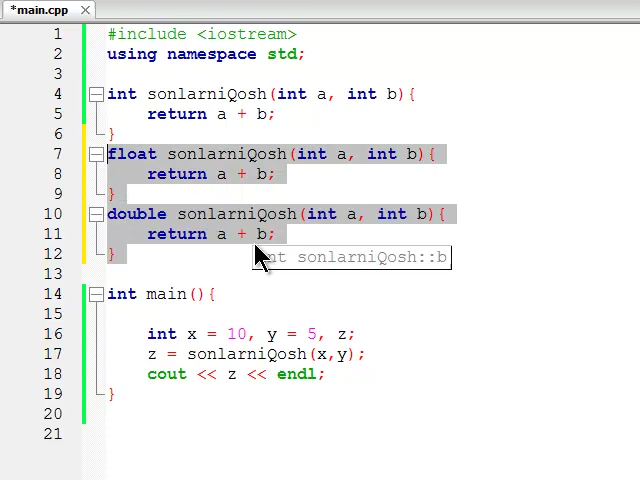 *main.cpp
1 #include <iostream>
2 using namespace std;
3
4 int sonlarniQosh(int a, int b){
5 return a + b;
6 }
7 float sonlarniQosh(int a, int b){
8 return a + b;
9 }
10 double sonlarniQosh(int a, int b){
11 return a + b;
int sonlarniQosh::b
12 }
13
14 int main(){
15
16 int x = 10, y = 5, z;
17 z = sonlarniQosh(x,y);
18 cout << z << endl;
19 }
20
21